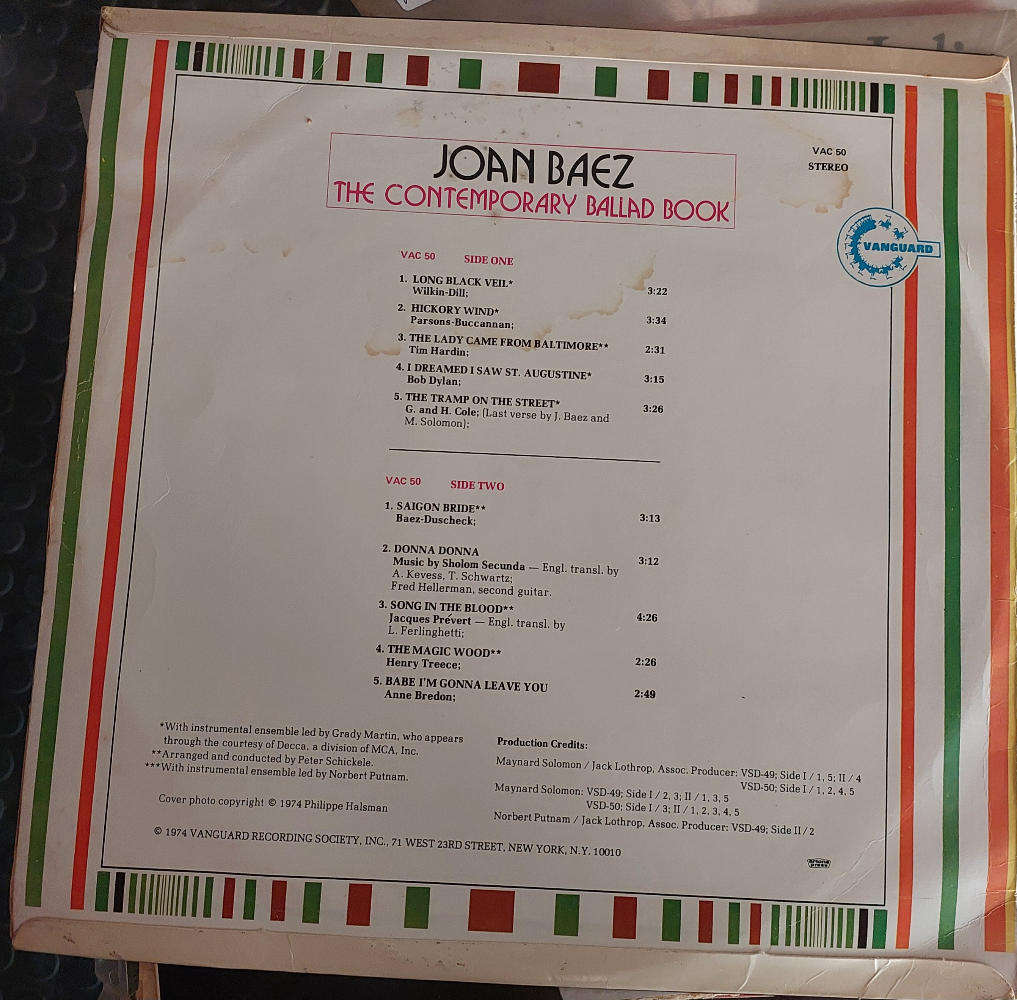 JOAN BAEZ
THE CONTEMPORARY BALLAD BOOK
VAC 50
STEREO
VANGUARD
VAC 50 SIDE ONE
1. LONG BLACK VEIL* 3:22
Wilkin-Dill;
2. HICKORY WIND* 3:34
Parsons-Buccannan;
3. THE LADY CAME FROM BALTIMORE** 2:31
Tim Hardin;
4. I DREAMED I SAW ST. AUGUSTINE* 3:15
Bob Dylan;
5. THE TRAMP ON THE STREET* 3:26
G. and H. Cole; (Last verse by J. Baez and
M. Solomon);
VAC 50 SIDE TWO
1. SAIGON BRIDE** 3:13
Baez-Duscheck;
2. DONNA DONNA 3:12
Music by Sholom Secunda — Engl. transl. by
A. Kevess, T. Schwartz;
Fred Hellerman, second guitar.
3. SONG IN THE BLOOD** 4:26
Jacques Prévert — Engl. transl. by
L. Ferlinghetti;
4. THE MAGIC WOOD** 2:26
Henry Treece;
5. BABE I'M GONNA LEAVE YOU 2:49
Anne Bredon;
*With instrumental ensemble led by Grady Martin, who appears
through the courtesy of Decca, a division of MCA, Inc.
**Arranged and conducted by Peter Schickele.
***With instrumental ensemble led by Norbert Putnam.
Cover photo copyright © 1974 Philippe Halsman
Production Credits:
Maynard Solomon / Jack Lothrop, Assoc. Producer: VSD-49; Side I / 1, 5; II / 4
VSD-50; Side I / 1, 2, 4, 5
Maynard Solomon: VSD-49; Side I / 2, 3; II / 1, 3, 5
VSD-50; Side I / 3; II / 1, 2, 3, 4, 5
Norbert Putnam / Jack Lothrop, Assoc. Producer: VSD-49; Side II / 2
© 1974 VANGUARD RECORDING SOCIETY, INC., 71 WEST 23RD STREET, NEW YORK, N.Y. 10010